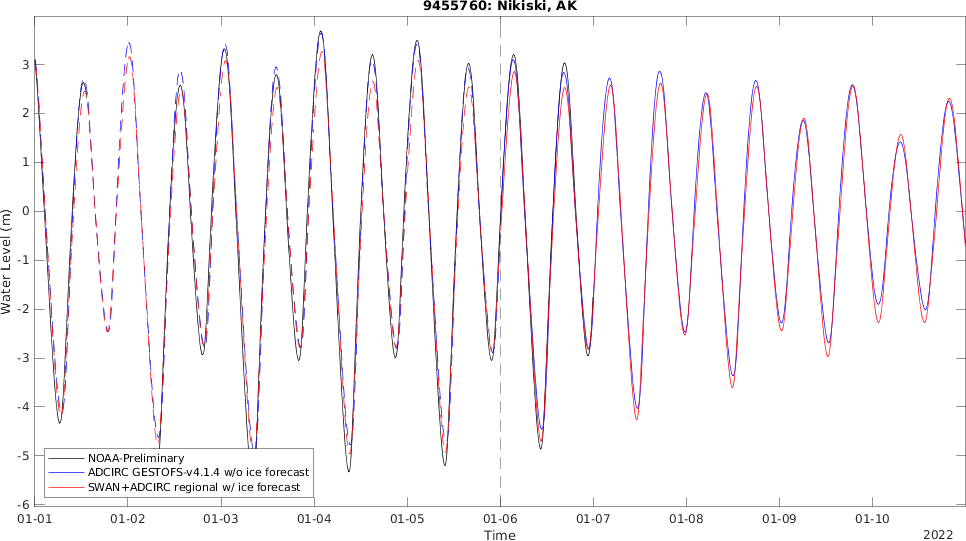 9455760: Nikiski, AK
3
2
1
0
-1
-2
-3
-4
-5
-6
Water Level (m)
NOAA-Preliminary
ADCIRC GESTOFS-v4.1.4 w/o ice forecast
SWAN+ADCIRC regional w/ ice forecast
01-01 01-02 01-03 01-04 01-05 01-06 01-07 01-08 01-09 01-10
Time
2022